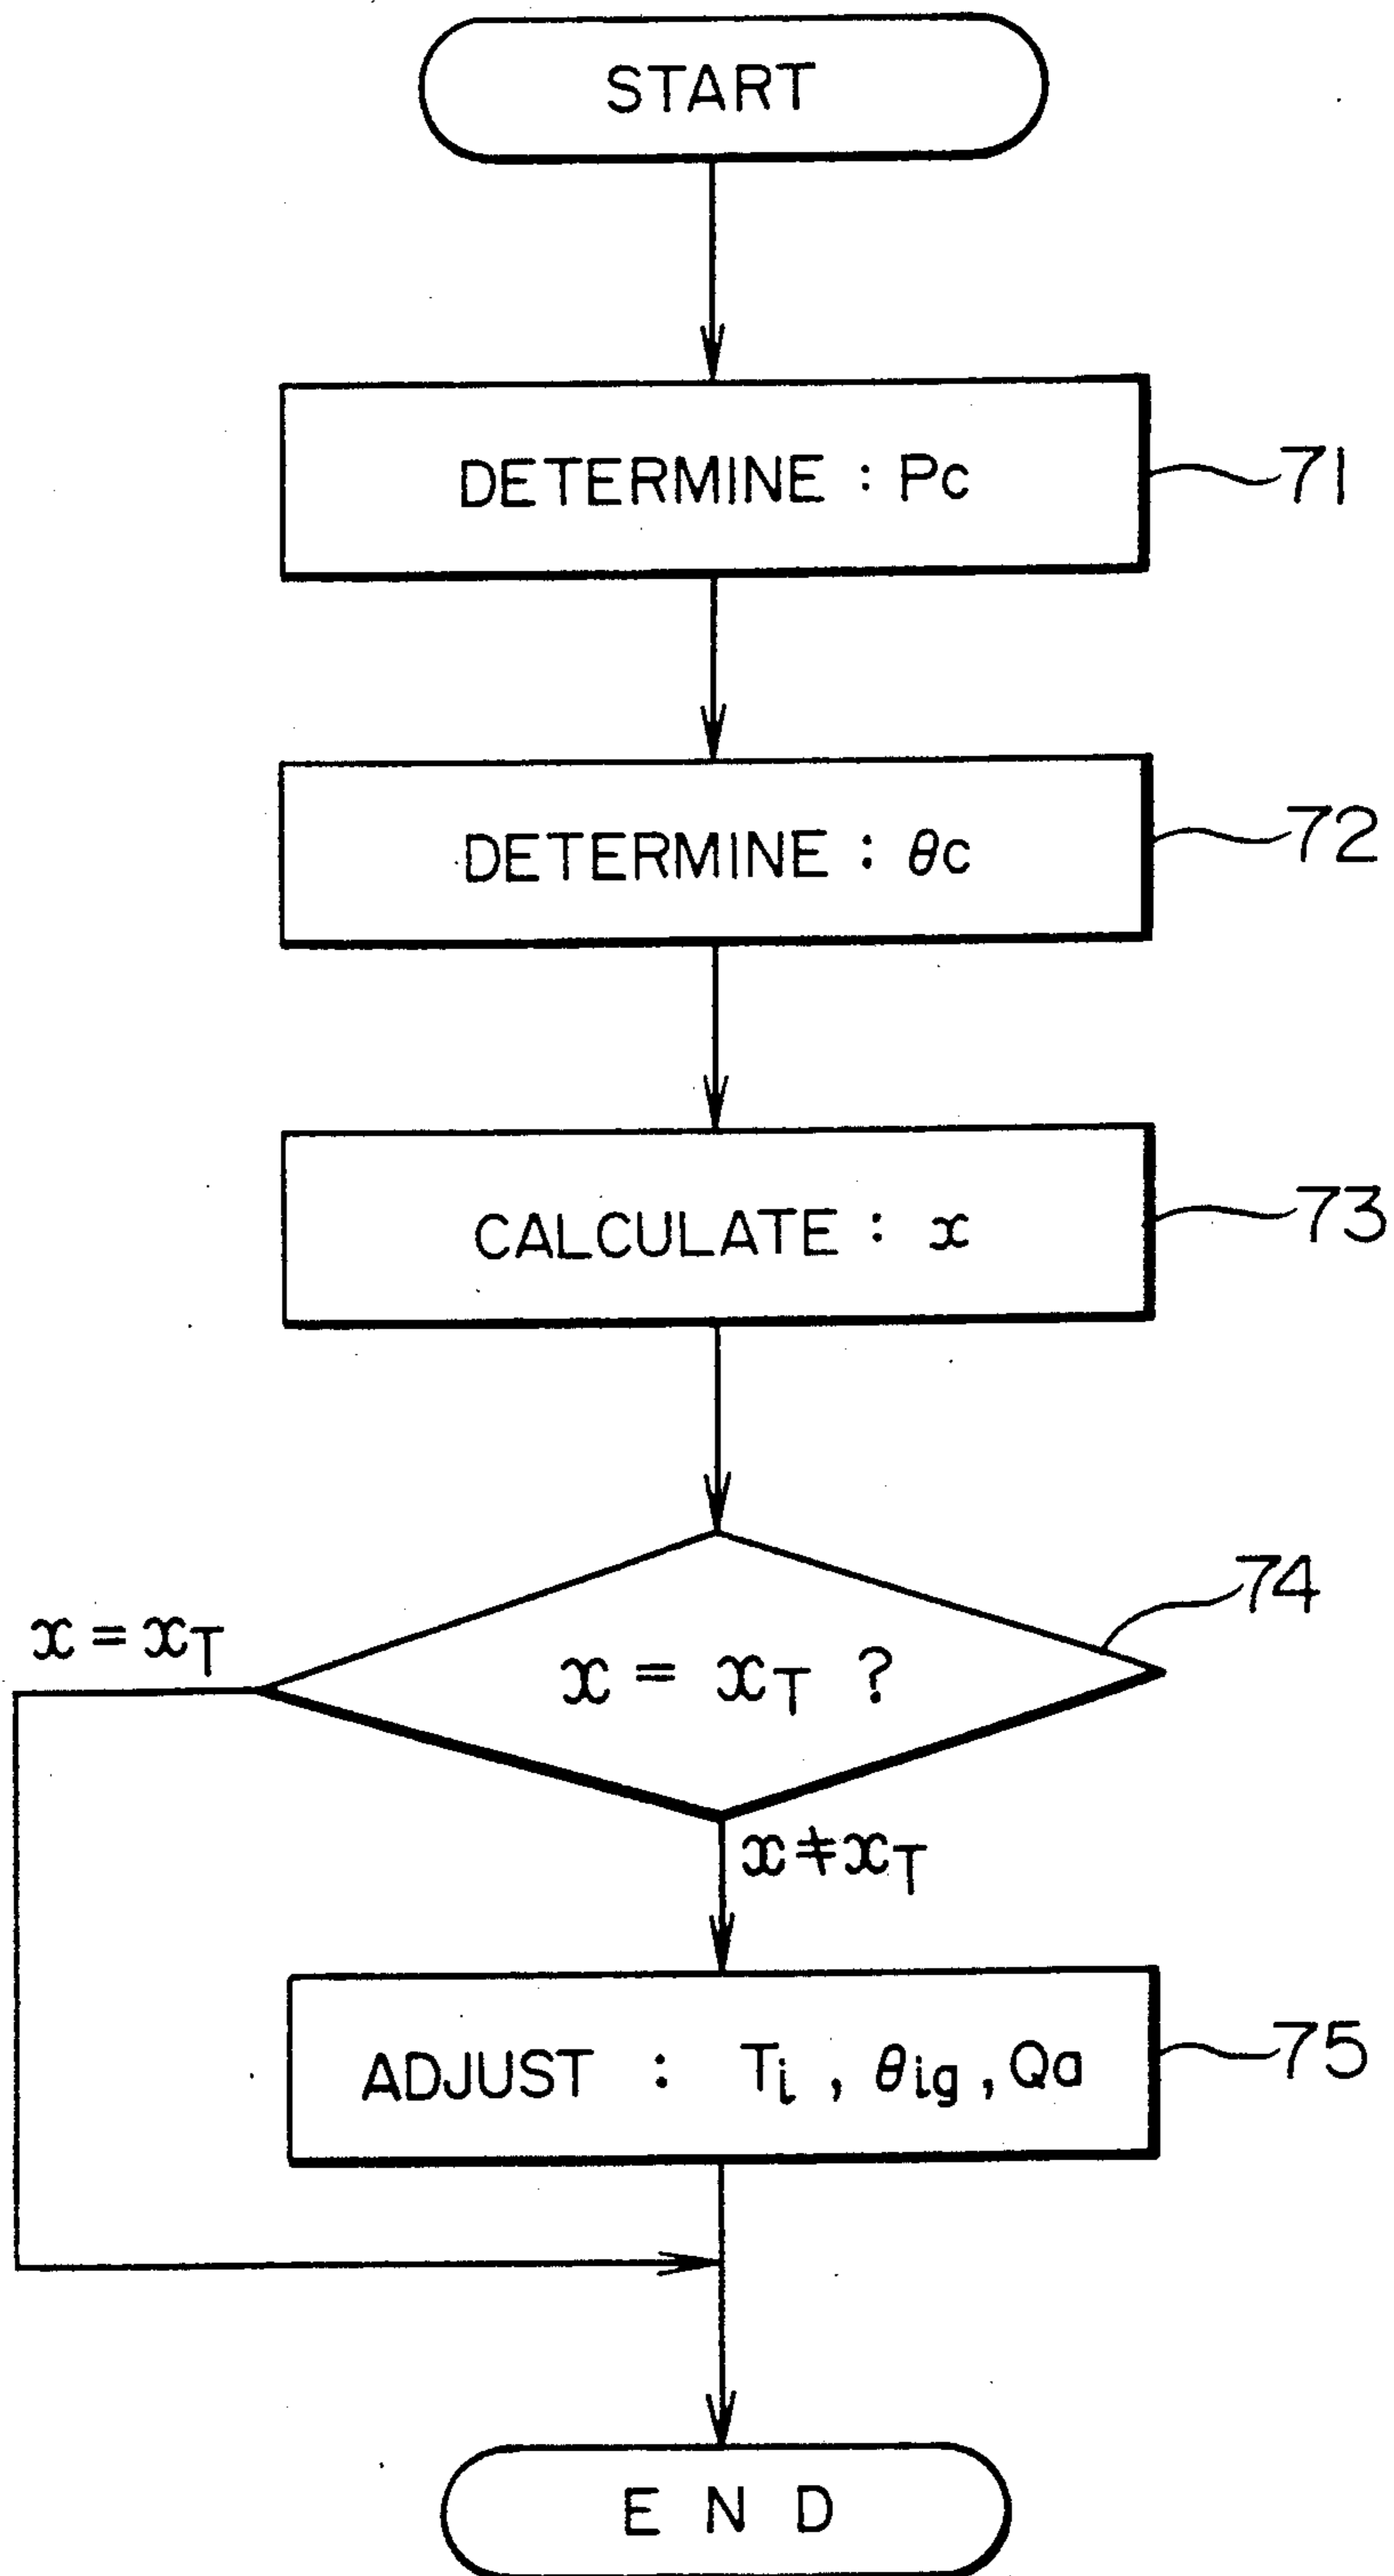 START
DETERMINE : Pc
71
DETERMINE : θc
72
CALCULATE : x
73
74
x = xT
x = xT ?
x ≠ xT
ADJUST : Ti , θig , Qa
75
E N D